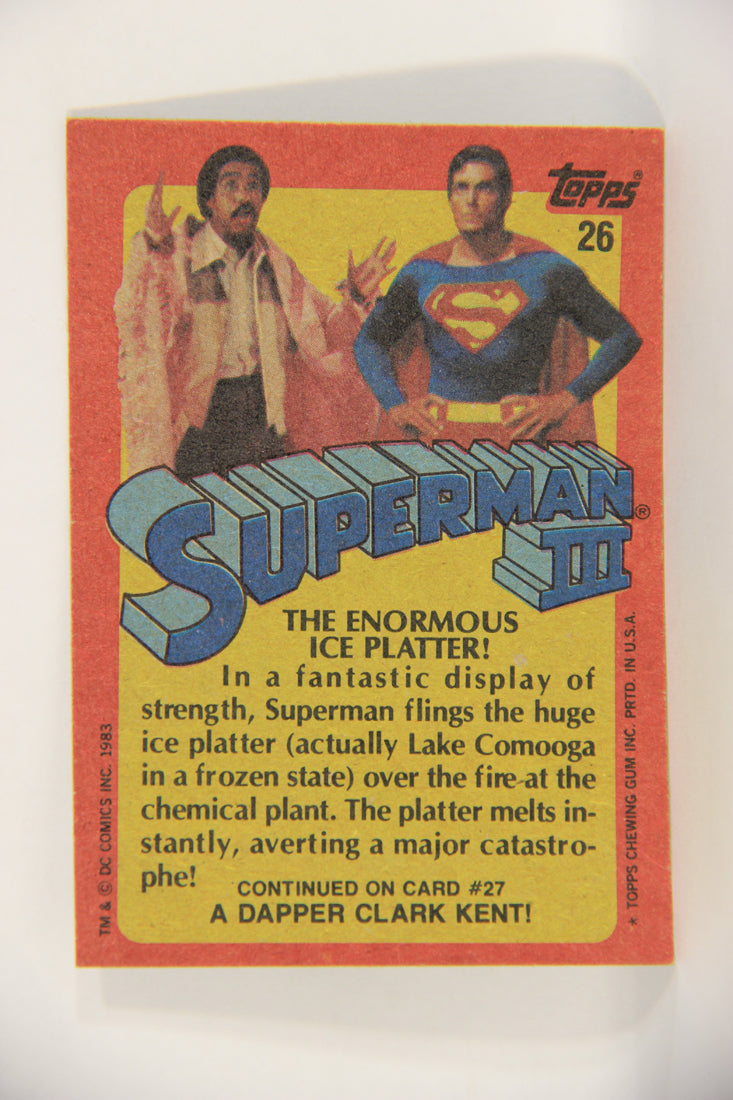 topps®
26
SUPERMAN®
III
THE ENORMOUS
ICE PLATTER!
In a fantastic display of
strength, Superman flings the huge
ice platter (actually Lake Comooga
in a frozen state) over the fire at the
chemical plant. The platter melts in-
stantly, averting a major catastro-
phe!
CONTINUED ON CARD #27
A DAPPER CLARK KENT!
TM & © DC COMICS INC. 1983
* TOPPS CHEWING GUM INC. PRTD. IN U.S.A.